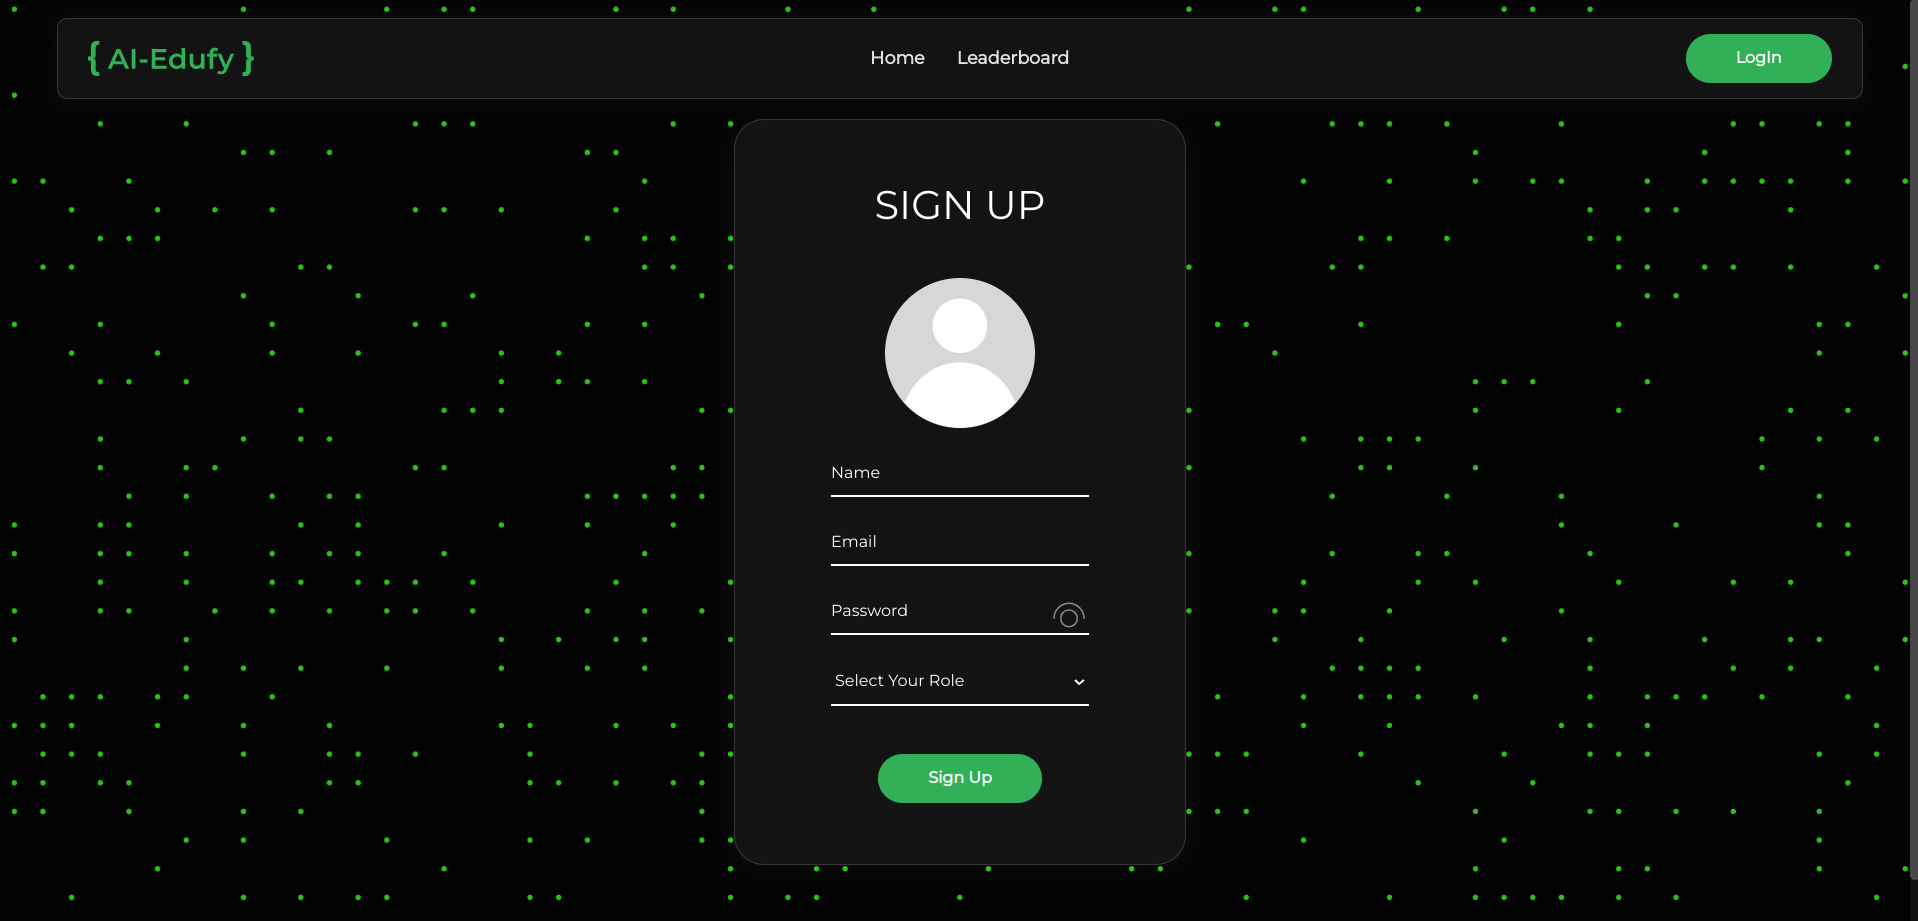 { AI-Edufy }
Home
Leaderboard
LogIn
SIGN UP
Name
Email
Password
Select Your Role
Sign Up